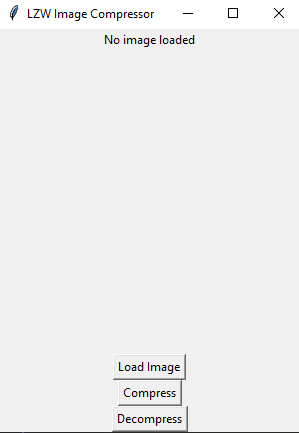 LZW Image Compressor
No image loaded
Load Image
Compress
Decompress